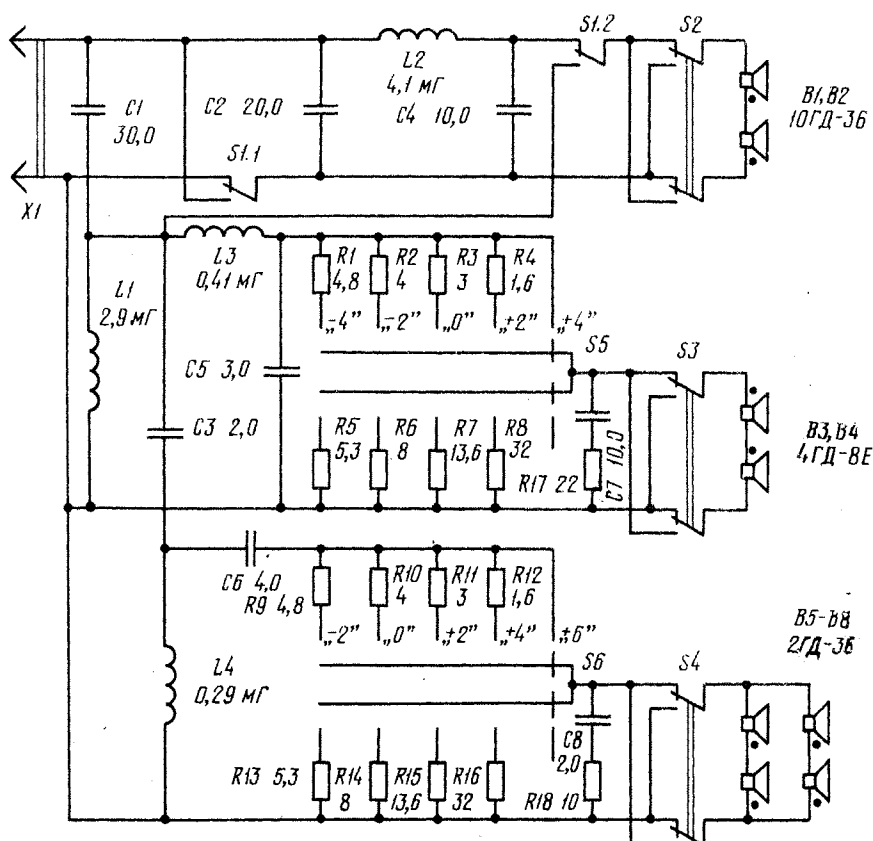 S1.2
S2
L2
4,1 мГ
C1
30,0
C2 20,0
C4 10,0
B1, B2
10ГД-36
S1.1
X1
L3
0,41 мГ
R1
4,8
R2
4
R3
3
R4
1,6
L1
2,9 мГ
„-4”
„-2”
„0”
„+2”
„+4”
S5
S3
C5 3,0
C3 2,0
R5
5,3
R6
8
R7
13,6
R8
32
R17 22
C7 10,0
B3, B4
4ГД-8Е
C6 4,0
R9 4,8
R10
4
R11
3
R12
1,6
„-2”
„0”
„+2”
„+4”
„+6”
B5-B8
2ГД-36
L4
0,29 мГ
S6
S4
C8
2,0
R13 5,3
R14
8
R15
13,6
R16
32
R18 10